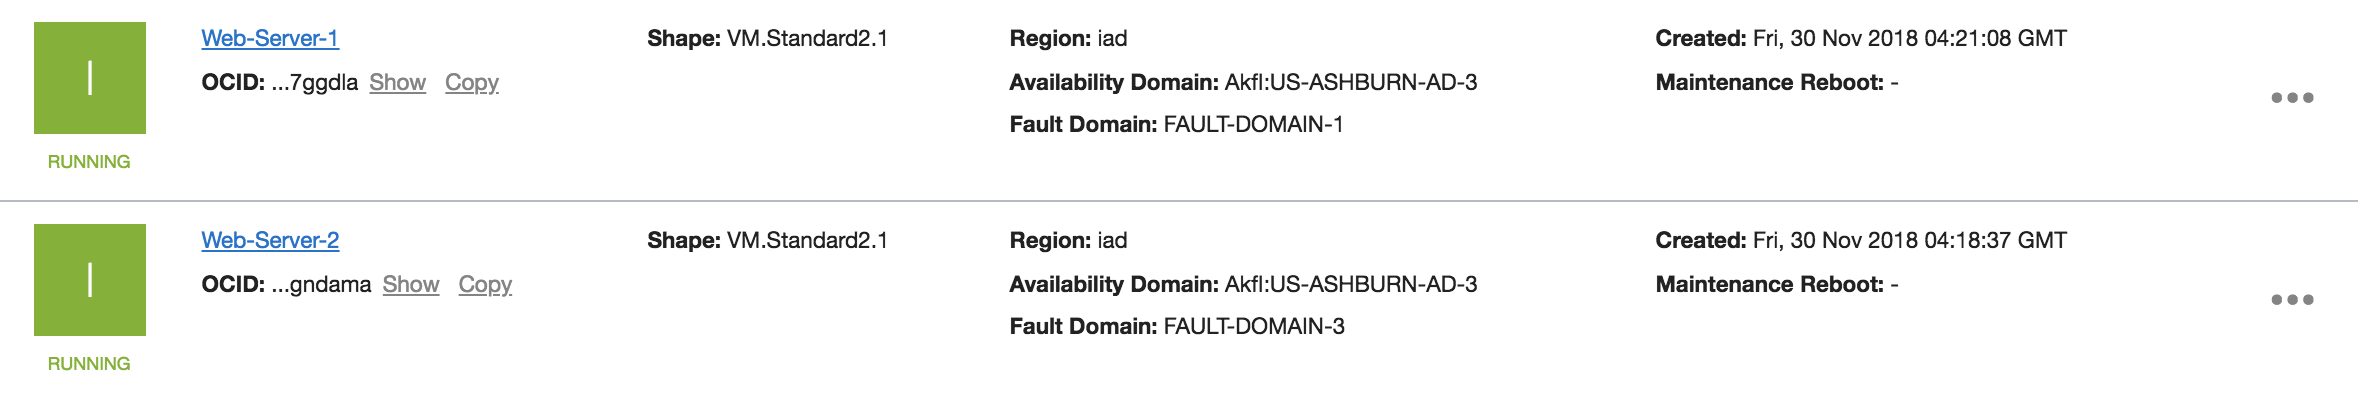 I
RUNNING
Web-Server-1
OCID: ...7ggdla Show Copy
Shape: VM.Standard2.1
Region: iad
Availability Domain: Akfl:US-ASHBURN-AD-3
Fault Domain: FAULT-DOMAIN-1
Created: Fri, 30 Nov 2018 04:21:08 GMT
Maintenance Reboot: -
I
RUNNING
Web-Server-2
OCID: ...gndama Show Copy
Shape: VM.Standard2.1
Region: iad
Availability Domain: Akfl:US-ASHBURN-AD-3
Fault Domain: FAULT-DOMAIN-3
Created: Fri, 30 Nov 2018 04:18:37 GMT
Maintenance Reboot: -